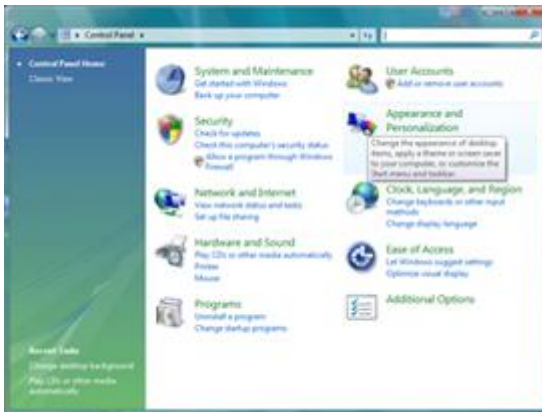 Control Panel
Control Panel Home
Classic View
System and Maintenance
Get started with Windows
Back up your computer
Security
Check for updates
Check this computer's security status
Allow a program through Windows
Firewall
Network and Internet
View network status and tasks
Set up file sharing
Hardware and Sound
Play CDs or other media automatically
Printer
Mouse
Programs
Uninstall a program
Change startup programs
User Accounts
Add or remove user accounts
Appearance and
Personalization
Change the appearance of desktop
items, apply a theme or screen saver
to your computer, or customize the
Start menu and taskbar.
Clock, Language, and Region
Change keyboards or other input
methods
Change display language
Ease of Access
Let Windows suggest settings
Optimize visual display
Additional Options
Recent Tasks
Change desktop background
Play CDs or other media
automatically